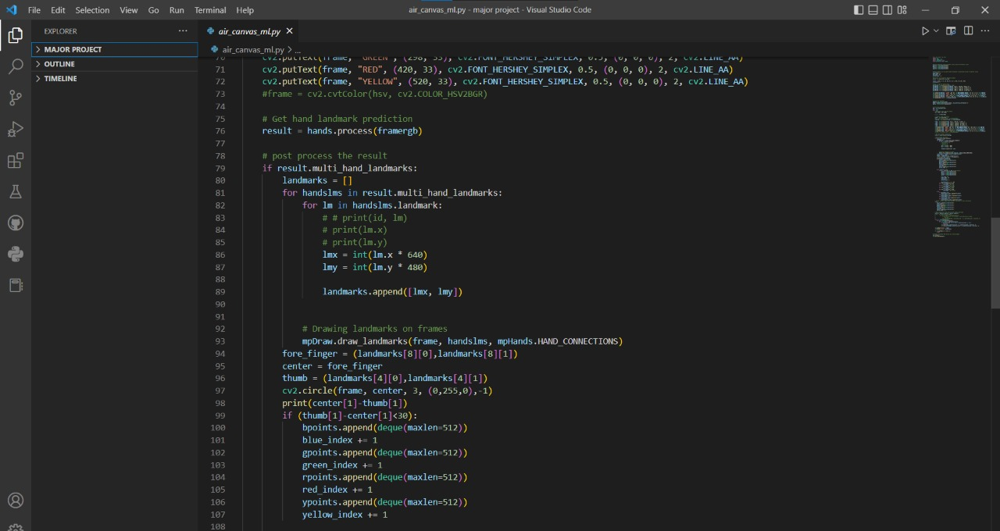 File Edit Selection View Go Run Terminal Help
air_canvas_ml.py - major project - Visual Studio Code
EXPLORER
MAJOR PROJECT
OUTLINE
TIMELINE
air_canvas_ml.py
air_canvas_ml.py > ...
70 cv2.putText(frame, "GREEN", (298, 33), cv2.FONT_HERSHEY_SIMPLEX, 0.5, (0, 0, 0), 2, cv2.LINE_AA)
71 cv2.putText(frame, "RED", (420, 33), cv2.FONT_HERSHEY_SIMPLEX, 0.5, (0, 0, 0), 2, cv2.LINE_AA)
72 cv2.putText(frame, "YELLOW", (520, 33), cv2.FONT_HERSHEY_SIMPLEX, 0.5, (0, 0, 0), 2, cv2.LINE_AA)
73 #frame = cv2.cvtColor(hsv, cv2.COLOR_HSV2BGR)
74
75 # Get hand landmark prediction
76 result = hands.process(framergb)
77
78 # post process the result
79 if result.multi_hand_landmarks:
80 landmarks = []
81 for handslms in result.multi_hand_landmarks:
82 for lm in handslms.landmark:
83 # # print(id, lm)
84 # print(lm.x)
85 # print(lm.y)
86 lmx = int(lm.x * 640)
87 lmy = int(lm.y * 480)
88
89 landmarks.append([lmx, lmy])
90
91
92 # Drawing landmarks on frames
93 mpDraw.draw_landmarks(frame, handslms, mpHands.HAND_CONNECTIONS)
94 fore_finger = (landmarks[8][0],landmarks[8][1])
95 center = fore_finger
96 thumb = (landmarks[4][0],landmarks[4][1])
97 cv2.circle(frame, center, 3, (0,255,0),-1)
98 print(center[1]-thumb[1])
99 if (thumb[1]-center[1]<30):
100 bpoints.append(deque(maxlen=512))
101 blue_index += 1
102 gpoints.append(deque(maxlen=512))
103 green_index += 1
104 rpoints.append(deque(maxlen=512))
105 red_index += 1
106 ypoints.append(deque(maxlen=512))
107 yellow_index += 1
108